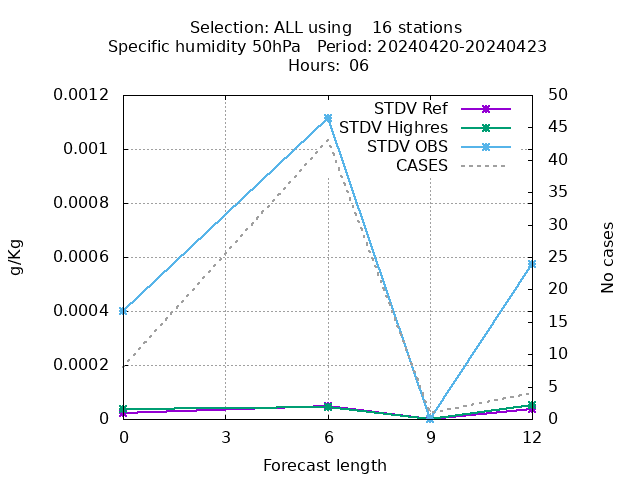 Selection: ALL using    16 stations
Specific humidity 50hPa   Period: 20240420-20240423
Hours: 06
0.0012
0.001
0.0008
0.0006
0.0004
0.0002
0
50
45
40
35
30
25
20
15
10
5
0
STDV Ref
STDV Highres
STDV OBS
CASES
g/Kg
No cases
0 3 6 9 12
Forecast length